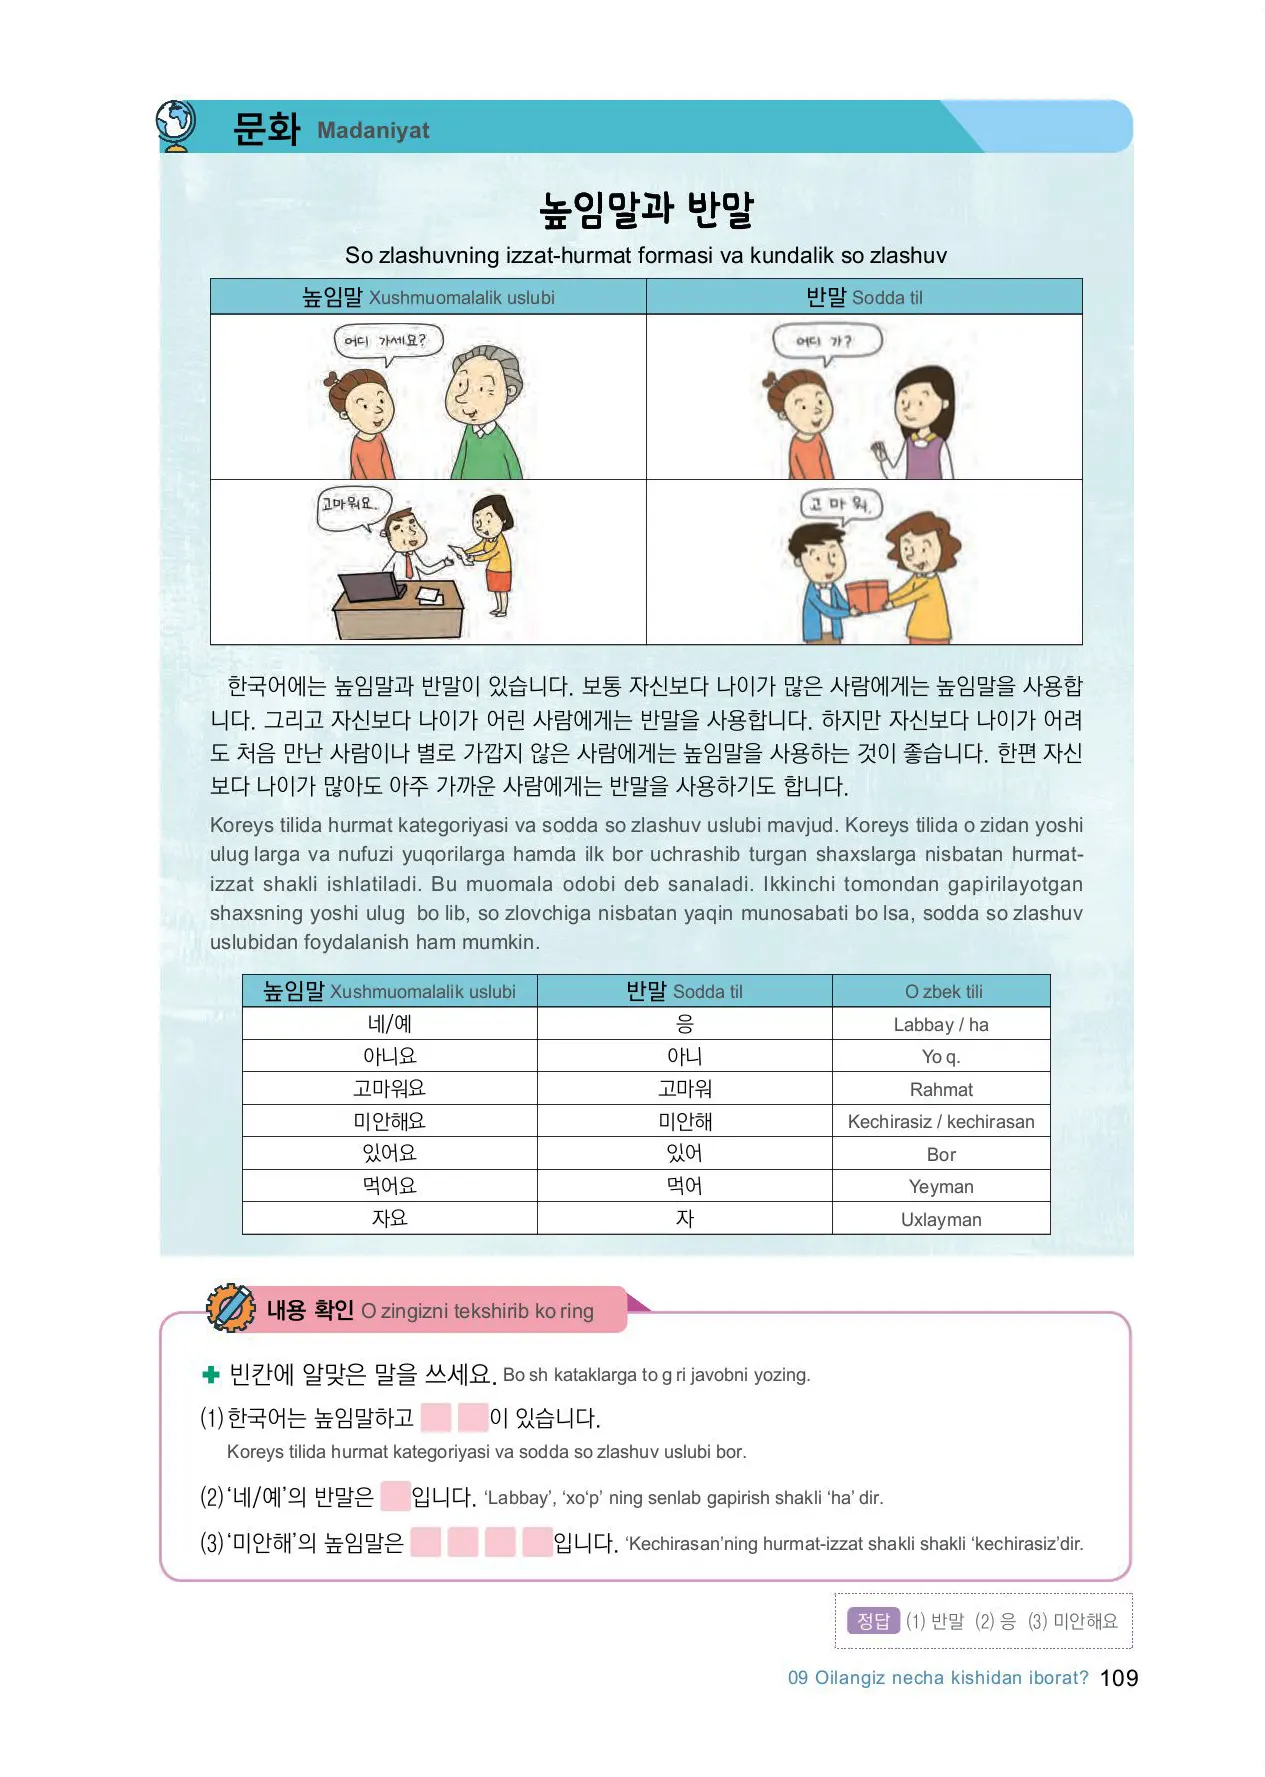 문화 Madaniyat
높임말과 반말
So zlashuvning izzat-hurmat formasi va kundalik so zlashuv
높임말 Xushmuomalalik uslubi 반말 Sodda til
어디 가세요? 어디 가?
고마워요.. 고마워.
한국어에는 높임말과 반말이 있습니다. 보통 자신보다 나이가 많은 사람에게는 높임말을 사용합
니다. 그리고 자신보다 나이가 어린 사람에게는 반말을 사용합니다. 하지만 자신보다 나이가 어려
도 처음 만난 사람이나 별로 가깝지 않은 사람에게는 높임말을 사용하는 것이 좋습니다. 한편 자신
보다 나이가 많아도 아주 가까운 사람에게는 반말을 사용하기도 합니다.
Koreys tilida hurmat kategoriyasi va sodda so zlashuv uslubi mavjud. Koreys tilida o zidan yoshi
ulug larga va nufuzi yuqorilarga hamda ilk bor uchrashib turgan shaxslarga nisbatan hurmat-
izzat shakli ishlatiladi. Bu muomala odobi deb sanaladi. Ikkinchi tomondan gapirilayotgan
shaxsning yoshi ulug bo lib, so zlovchiga nisbatan yaqin munosabati bo lsa, sodda so zlashuv
uslubidan foydalanish ham mumkin.
높임말 Xushmuomalalik uslubi 반말 Sodda til O zbek tili
네/예 응 Labbay / ha
아니요 아니 Yo q.
고마워요 고마워 Rahmat
미안해요 미안해 Kechirasiz / kechirasan
있어요 있어 Bor
먹어요 먹어 Yeyman
자요 자 Uxlayman
내용 확인 O zingizni tekshirib ko ring
빈칸에 알맞은 말을 쓰세요. Bo sh kataklarga to g ri javobni yozing.
(1) 한국어는 높임말하고 이 있습니다.
Koreys tilida hurmat kategoriyasi va sodda so zlashuv uslubi bor.
(2) ‘네/예’의 반말은 입니다. ‘Labbay’, ‘xo‘p’ ning senlab gapirish shakli ‘ha’ dir.
(3) ‘미안해’의 높임말은 입니다. ‘Kechirasan’ning hurmat-izzat shakli shakli ‘kechirasiz’dir.
정답 (1) 반말 (2) 응 (3) 미안해요
09 Oilangiz necha kishidan iborat? 109